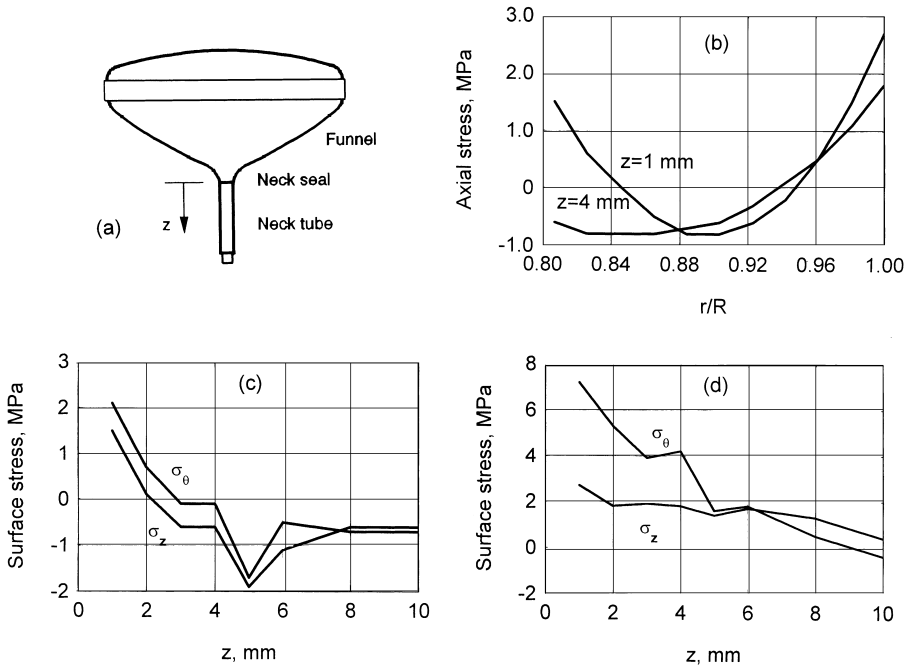 (a)
Funnel
Neck seal
z
Neck tube
(b)
Axial stress, MPa
3.0
2.0
1.0
0
-1.0
z=1 mm
z=4 mm
0.80 0.84 0.88 0.92 0.96 1.00
r/R
(c)
Surface stress, MPa
3
2
1
0
-1
-2
σθ
σz
0 2 4 6 8 10
z, mm
(d)
Surface stress, MPa
8
6
4
2
0
-2
σθ
σz
0 2 4 6 8 10
z, mm